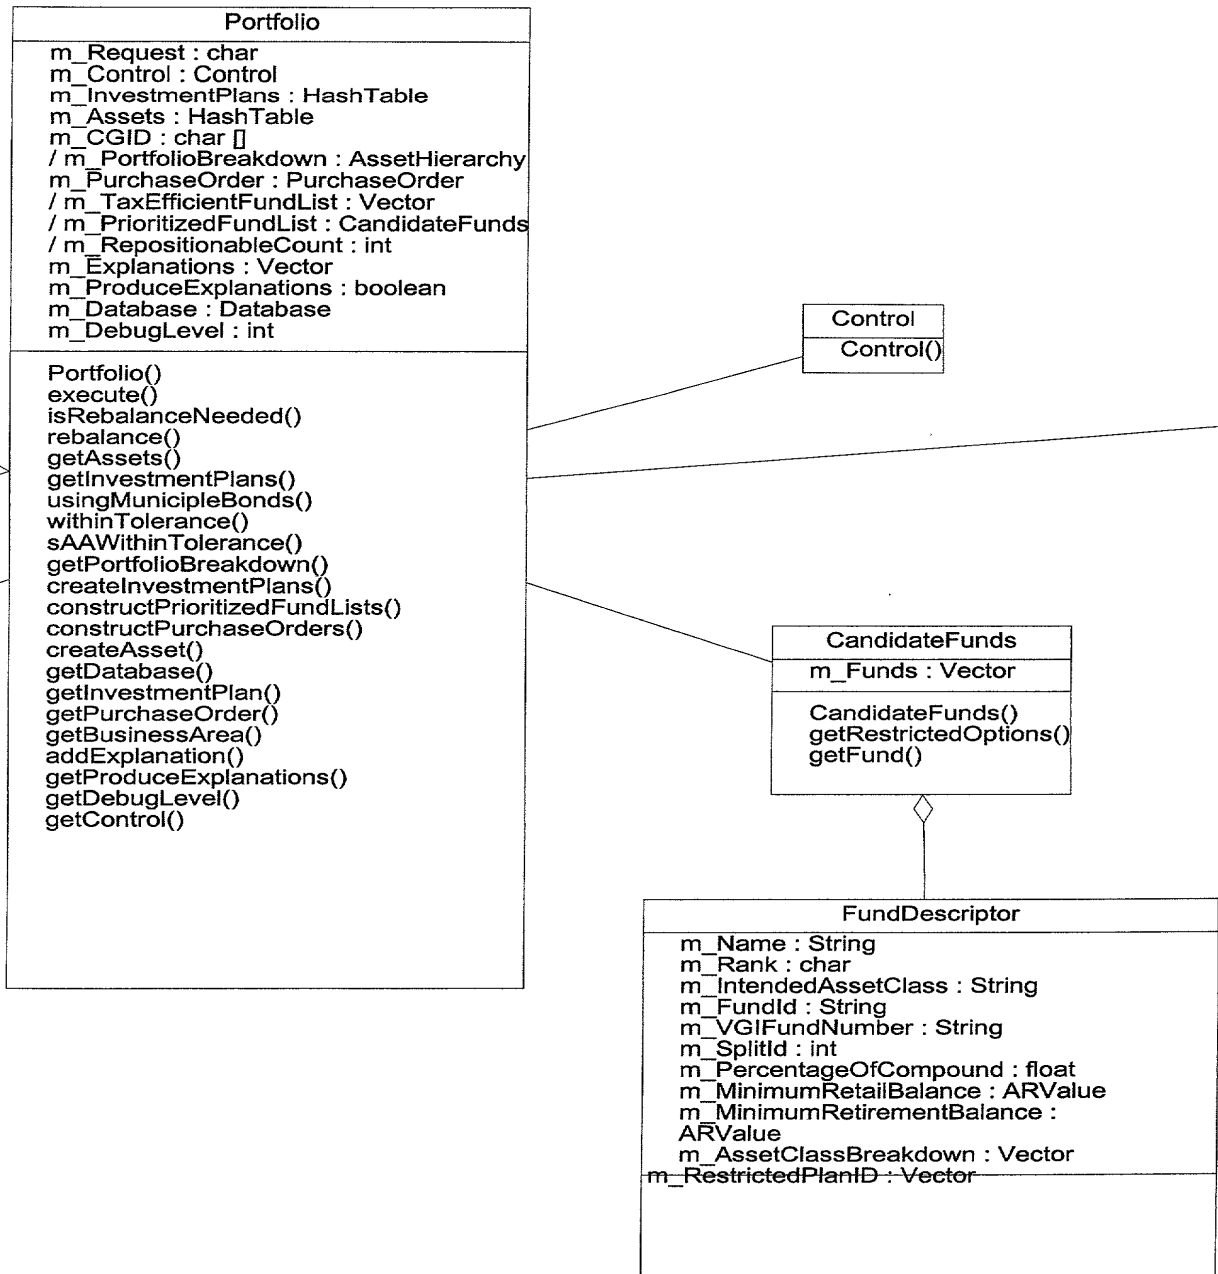 Portfolio
m_Request : char
m_Control : Control
m_InvestmentPlans : HashTable
m_Assets : HashTable
m_CGID : char []
/ m_PortfolioBreakdown : AssetHierarchy
m_PurchaseOrder : PurchaseOrder
/ m_TaxEfficientFundList : Vector
/ m_PrioritizedFundList : CandidateFunds
/ m_RepositionableCount : int
m_Explanations : Vector
m_ProduceExplanations : boolean
m_Database : Database
m_DebugLevel : int
Portfolio()
execute()
isRebalanceNeeded()
rebalance()
getAssets()
getInvestmentPlans()
usingMunicipleBonds()
withinTolerance()
sAAWithinTolerance()
getPortfolioBreakdown()
createInvestmentPlans()
constructPrioritizedFundLists()
constructPurchaseOrders()
createAsset()
getDatabase()
getInvestmentPlan()
getPurchaseOrder()
getBusinessArea()
addExplanation()
getProduceExplanations()
getDebugLevel()
getControl()
Control
Control()
CandidateFunds
m_Funds : Vector
CandidateFunds()
getRestrictedOptions()
getFund()
FundDescriptor
m_Name : String
m_Rank : char
m_IntendedAssetClass : String
m_FundId : String
m_VGIFundNumber : String
m_SplitId : int
m_PercentageOfCompound : float
m_MinimumRetailBalance : ARValue
m_MinimumRetirementBalance :
ARValue
m_AssetClassBreakdown : Vector
m_RestrictedPlanID : Vector